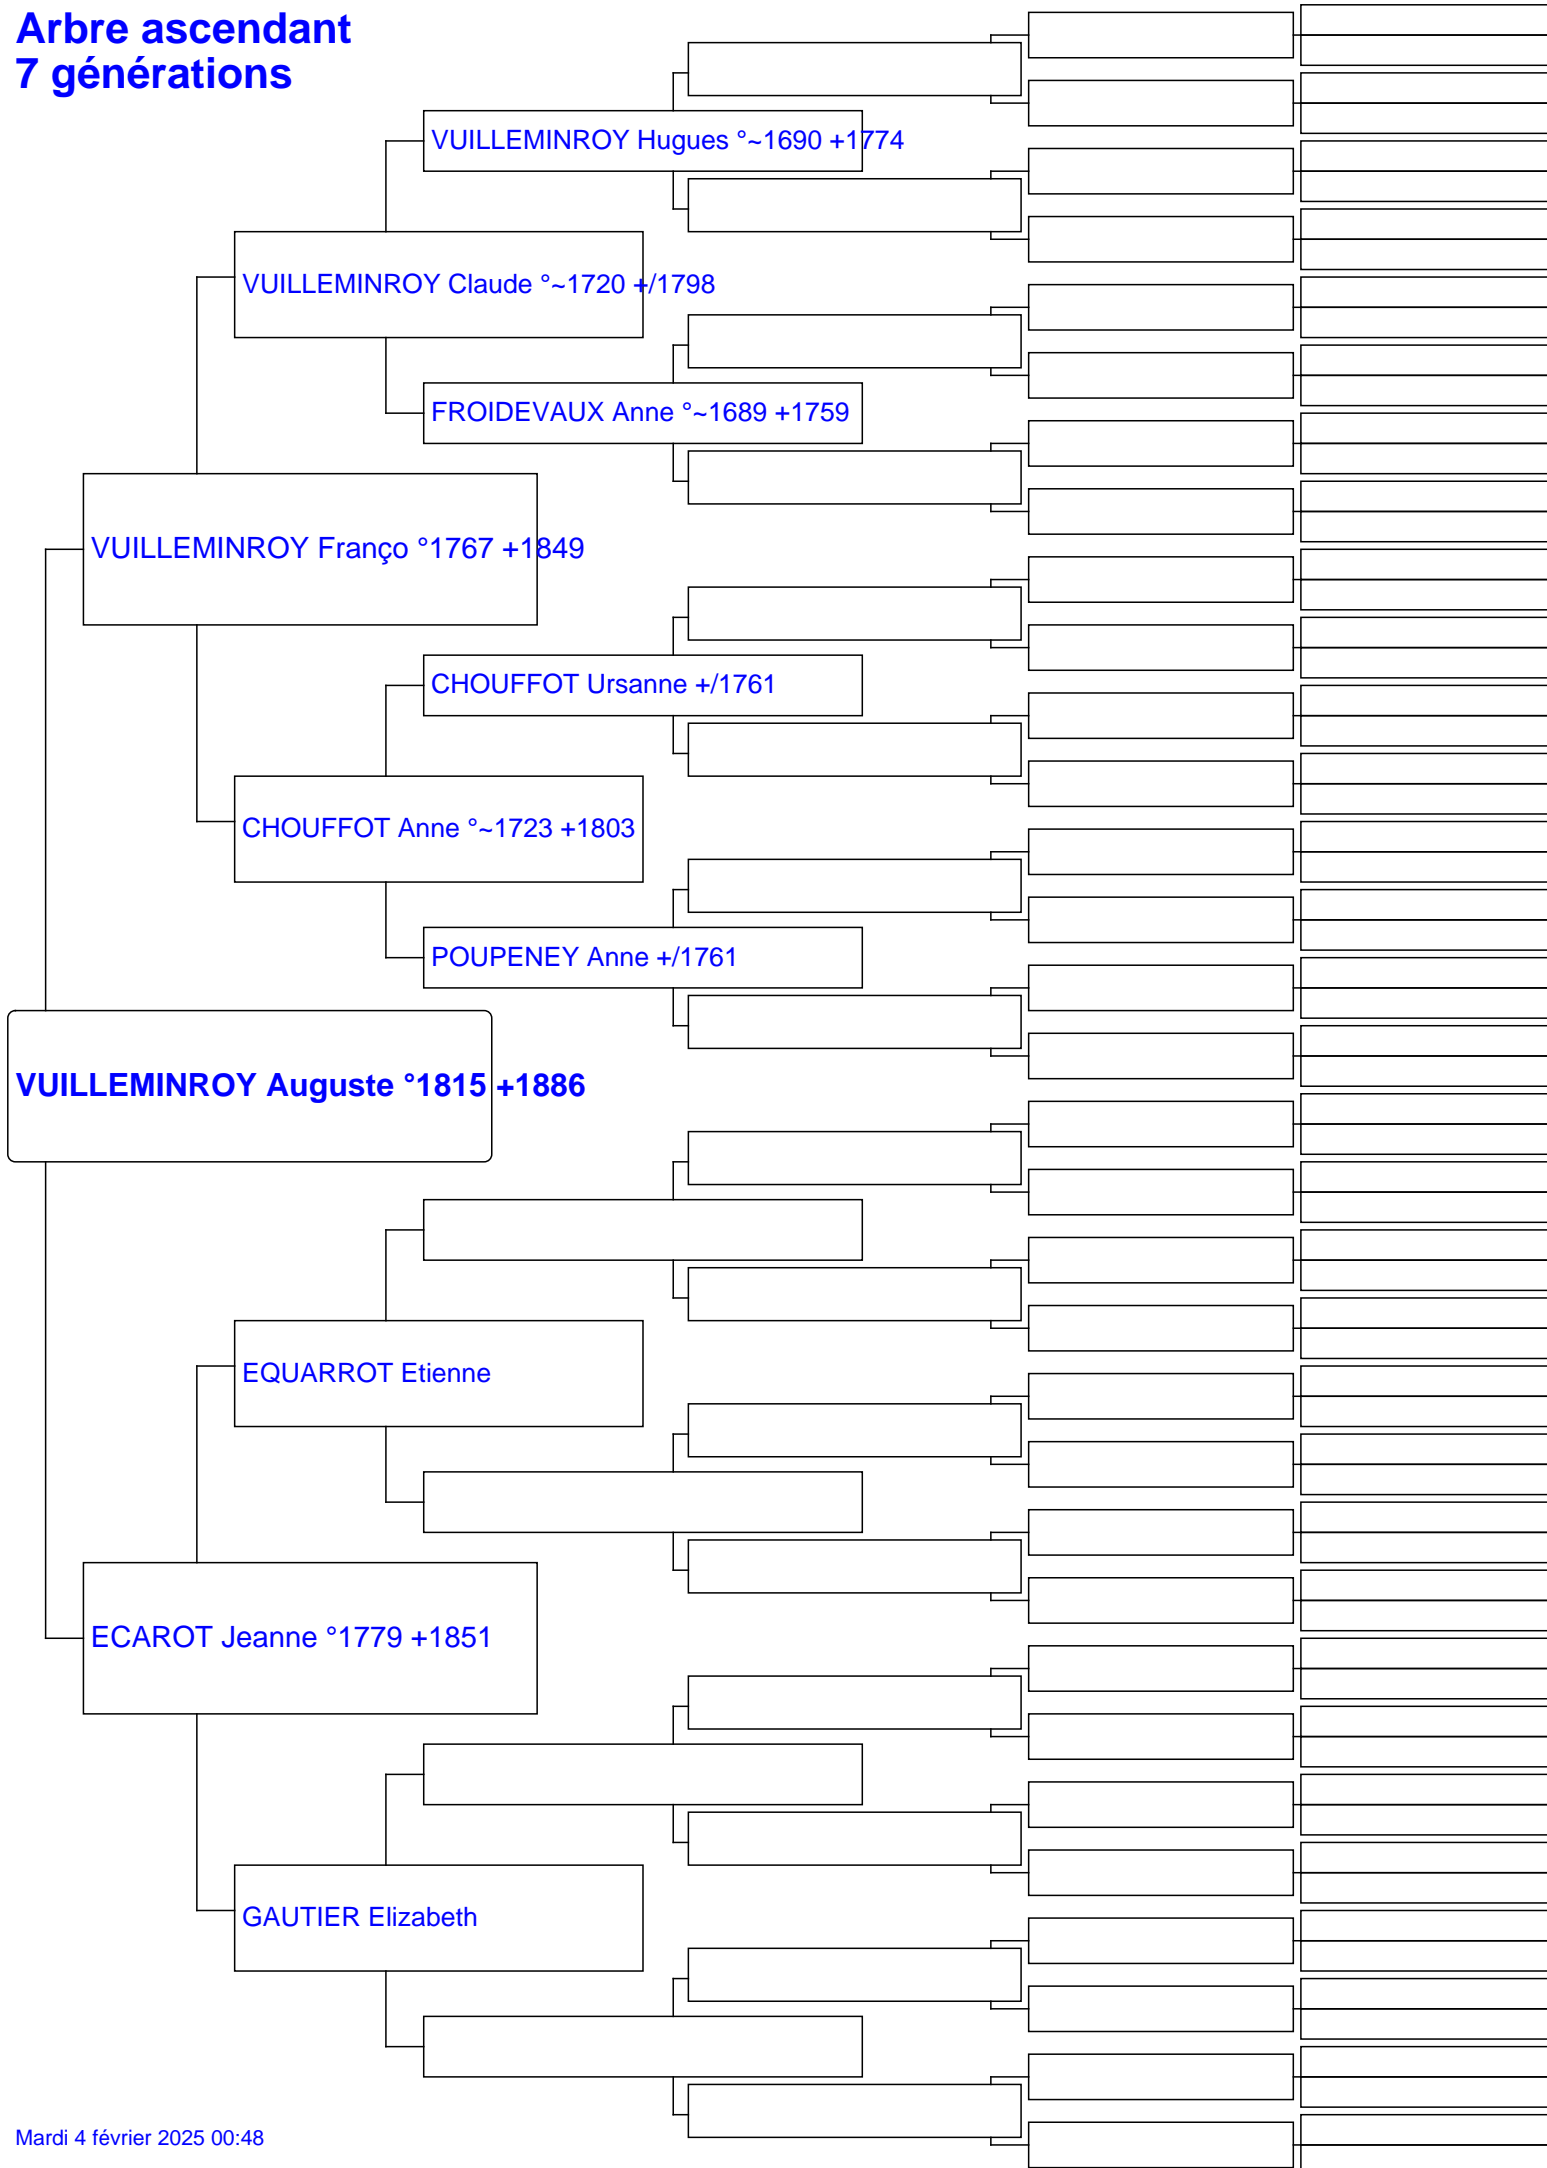 Arbre ascendant
7 générations
VUILLEMINROY Hugues °~1690 +1774
VUILLEMINROY Claude °~1720 +/1798
FROIDEVAUX Anne °~1689 +1759
VUILLEMINROY Franço °1767 +1849
CHOUFFOT Ursanne +/1761
CHOUFFOT Anne °~1723 +1803
POUPENEY Anne +/1761
VUILLEMINROY Auguste °1815 +1886
EQUARROT Etienne
ECAROT Jeanne °1779 +1851
GAUTIER Elizabeth
Mardi 4 février 2025 00:48